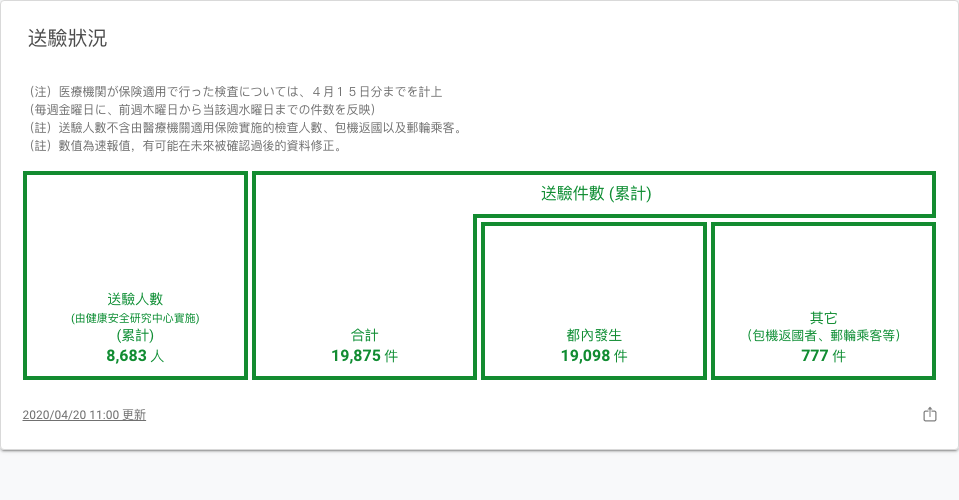 送驗狀況
（注）医療機関が保険適用で行った検査については、４月１５日分までを計上
（毎週金曜日に、前週木曜日から当該週水曜日までの件数を反映）
（註）送驗人數不含由醫療機關適用保險實施的檢查人數、包機返國以及郵輪乘客。
（註）數值為速報值，有可能在未來被確認過後的資料修正。
送驗件數 (累計)
送驗人數
(由健康安全研究中心實施)
(累計)
8,683 人
合計
19,875 件
都內發生
19,098 件
其它
（包機返國者、郵輪乘客等）
777 件
2020/04/20 11:00 更新